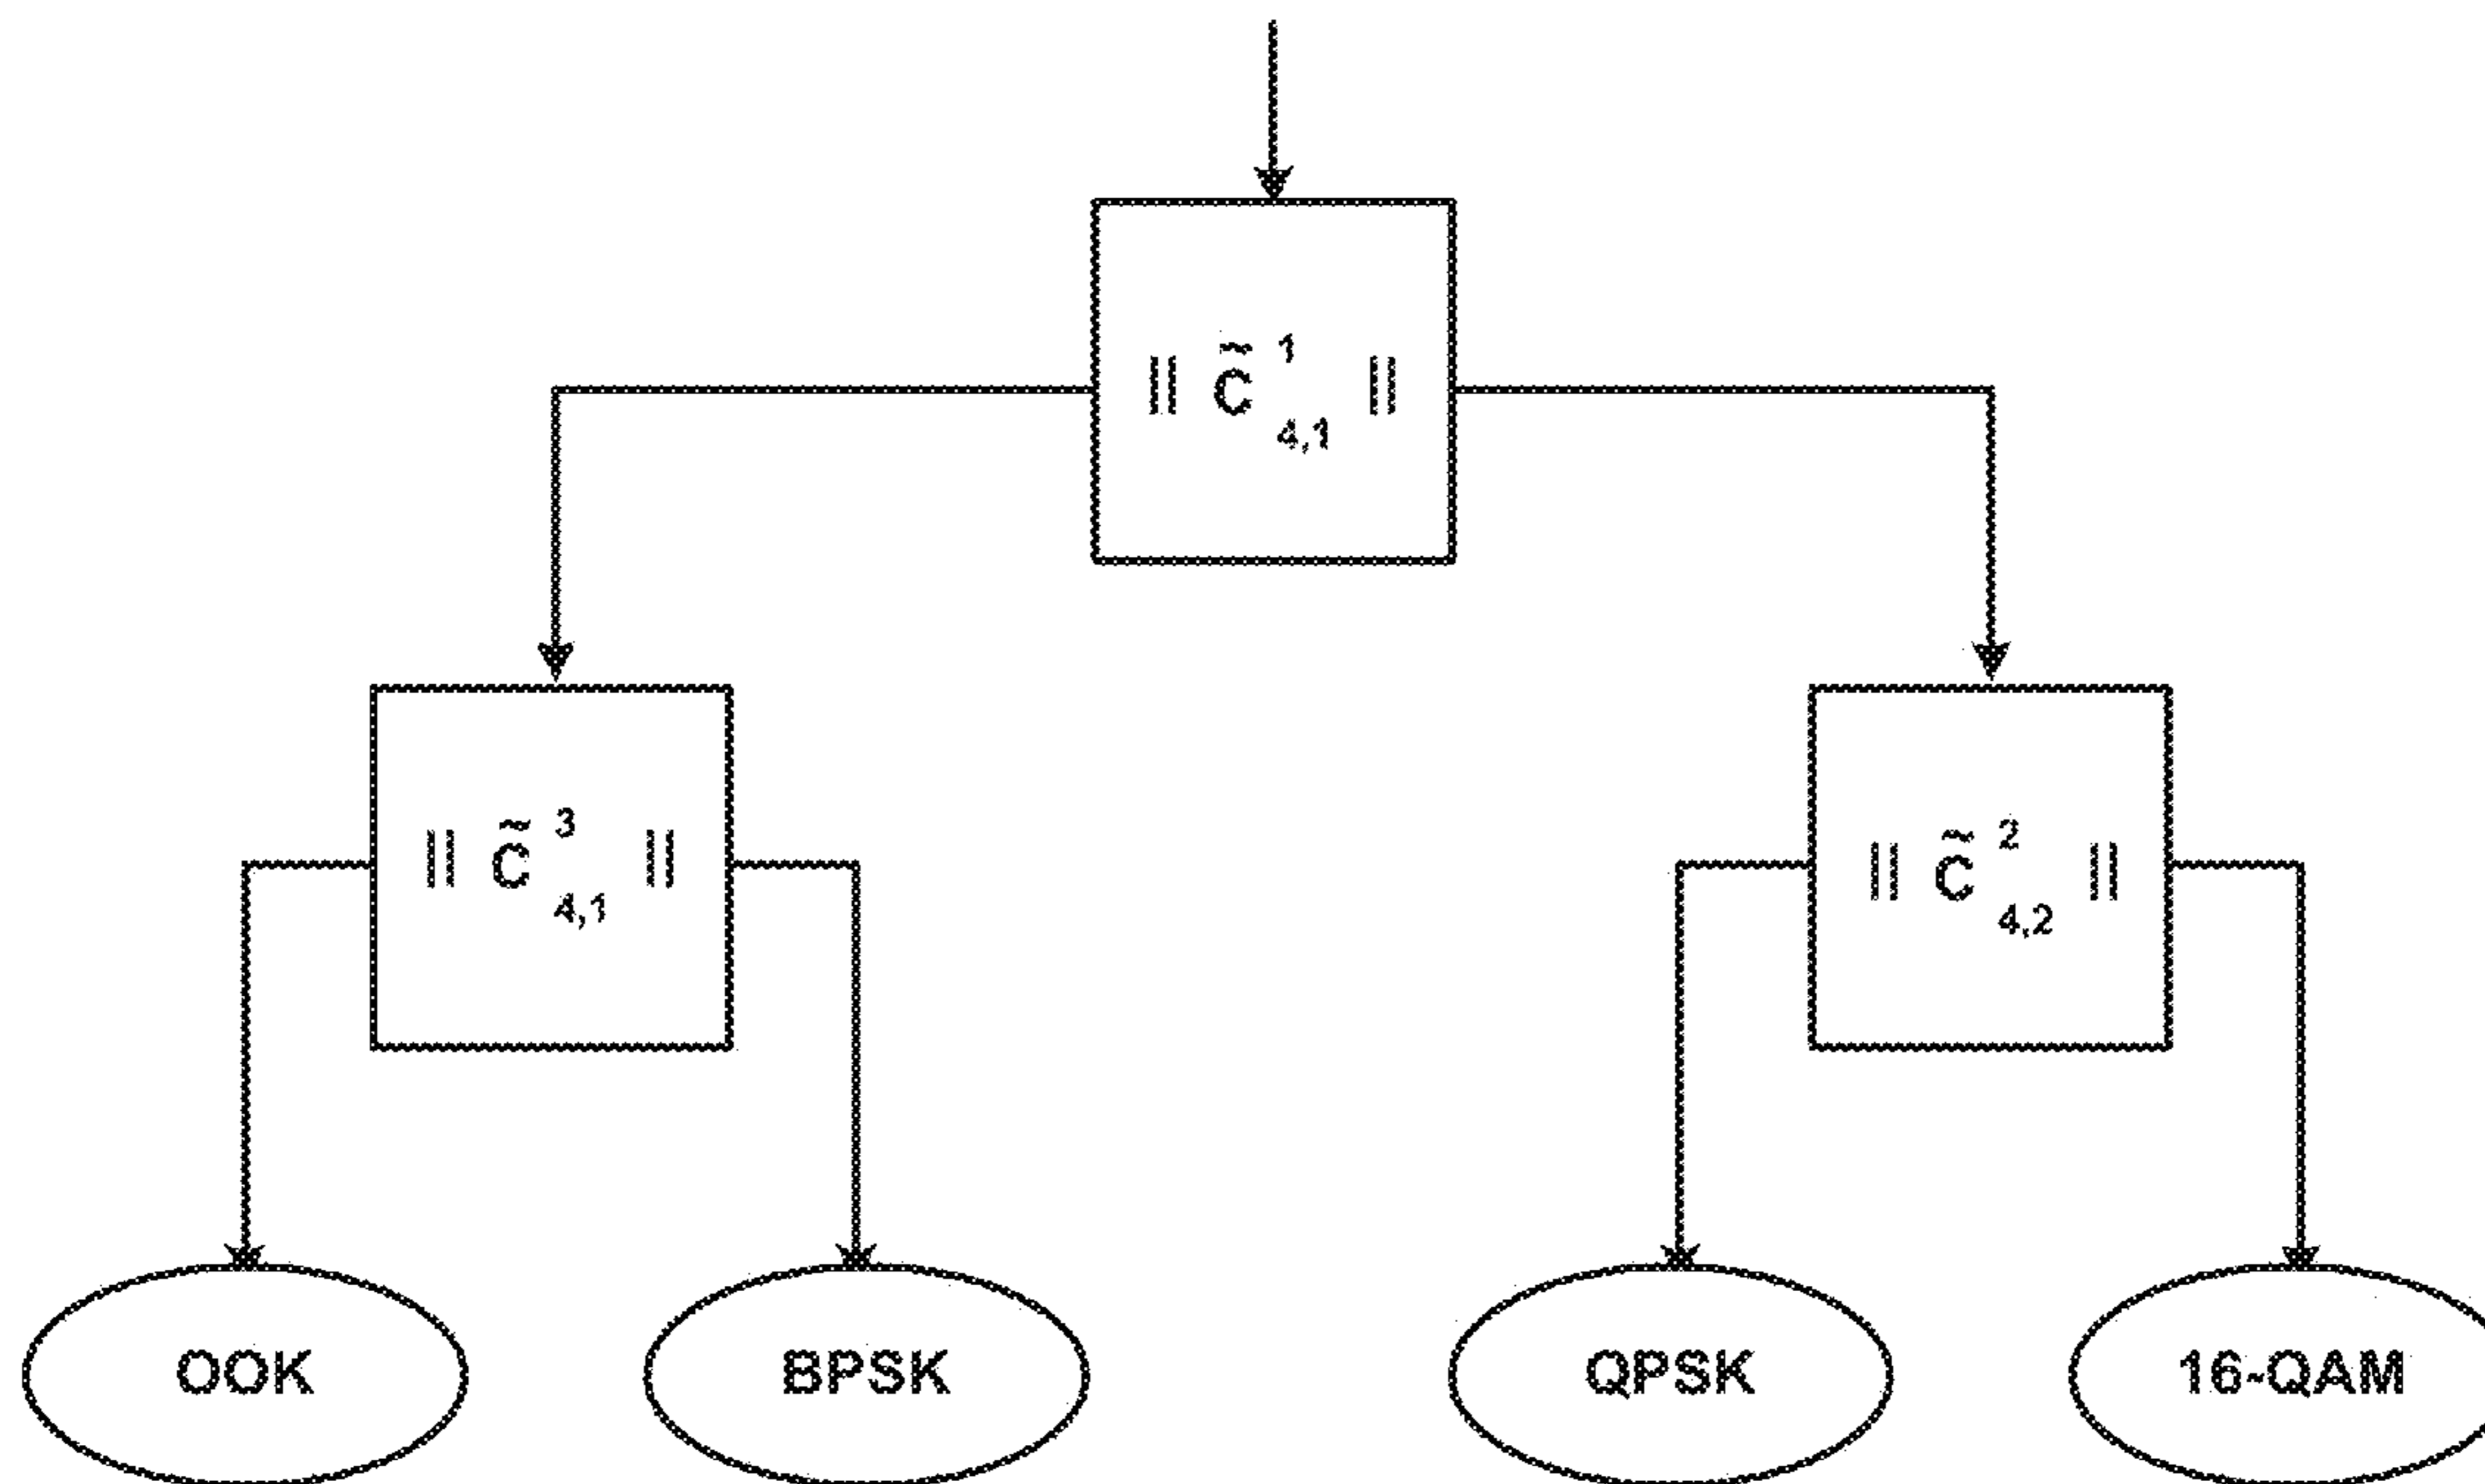 || C̃ 1 4,1 ||
|| C̃ 3 4,1 ||
|| C̃ 2 4,2 ||
OOK
BPSK
QPSK
16-QAM